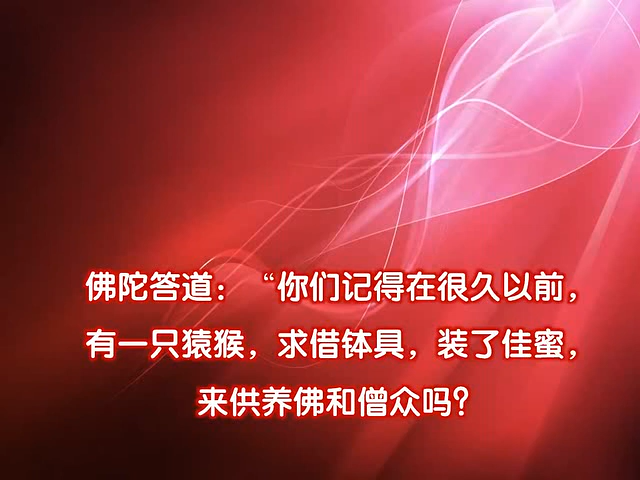 佛陀答道：“你们记得在很久以前，
有一只猿猴，求借钵具，装了佳蜜，
来供养佛和僧众吗？